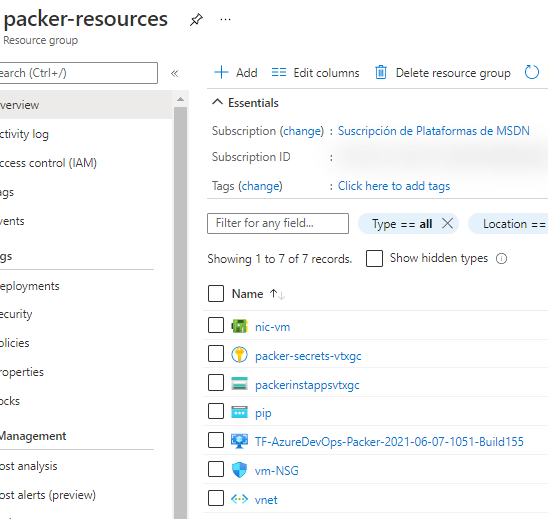 packer-resources
Resource group
earch (Ctrl+/)
«
verview
ctivity log
ccess control (IAM)
ags
vents
gs
eployments
ecurity
olicies
roperties
ocks
Management
ost analysis
ost alerts (preview)
Add
Edit columns
Delete resource group
Essentials
Subscription (change) : Suscripción de Plataformas de MSDN
Subscription ID :
Tags (change) : Click here to add tags
Filter for any field...
Type == all
Location ==
Showing 1 to 7 of 7 records.
Show hidden types
Name
nic-vm
packer-secrets-vtxgc
packerinstappsvtxgc
pip
TF-AzureDevOps-Packer-2021-06-07-1051-Build155
vm-NSG
vnet